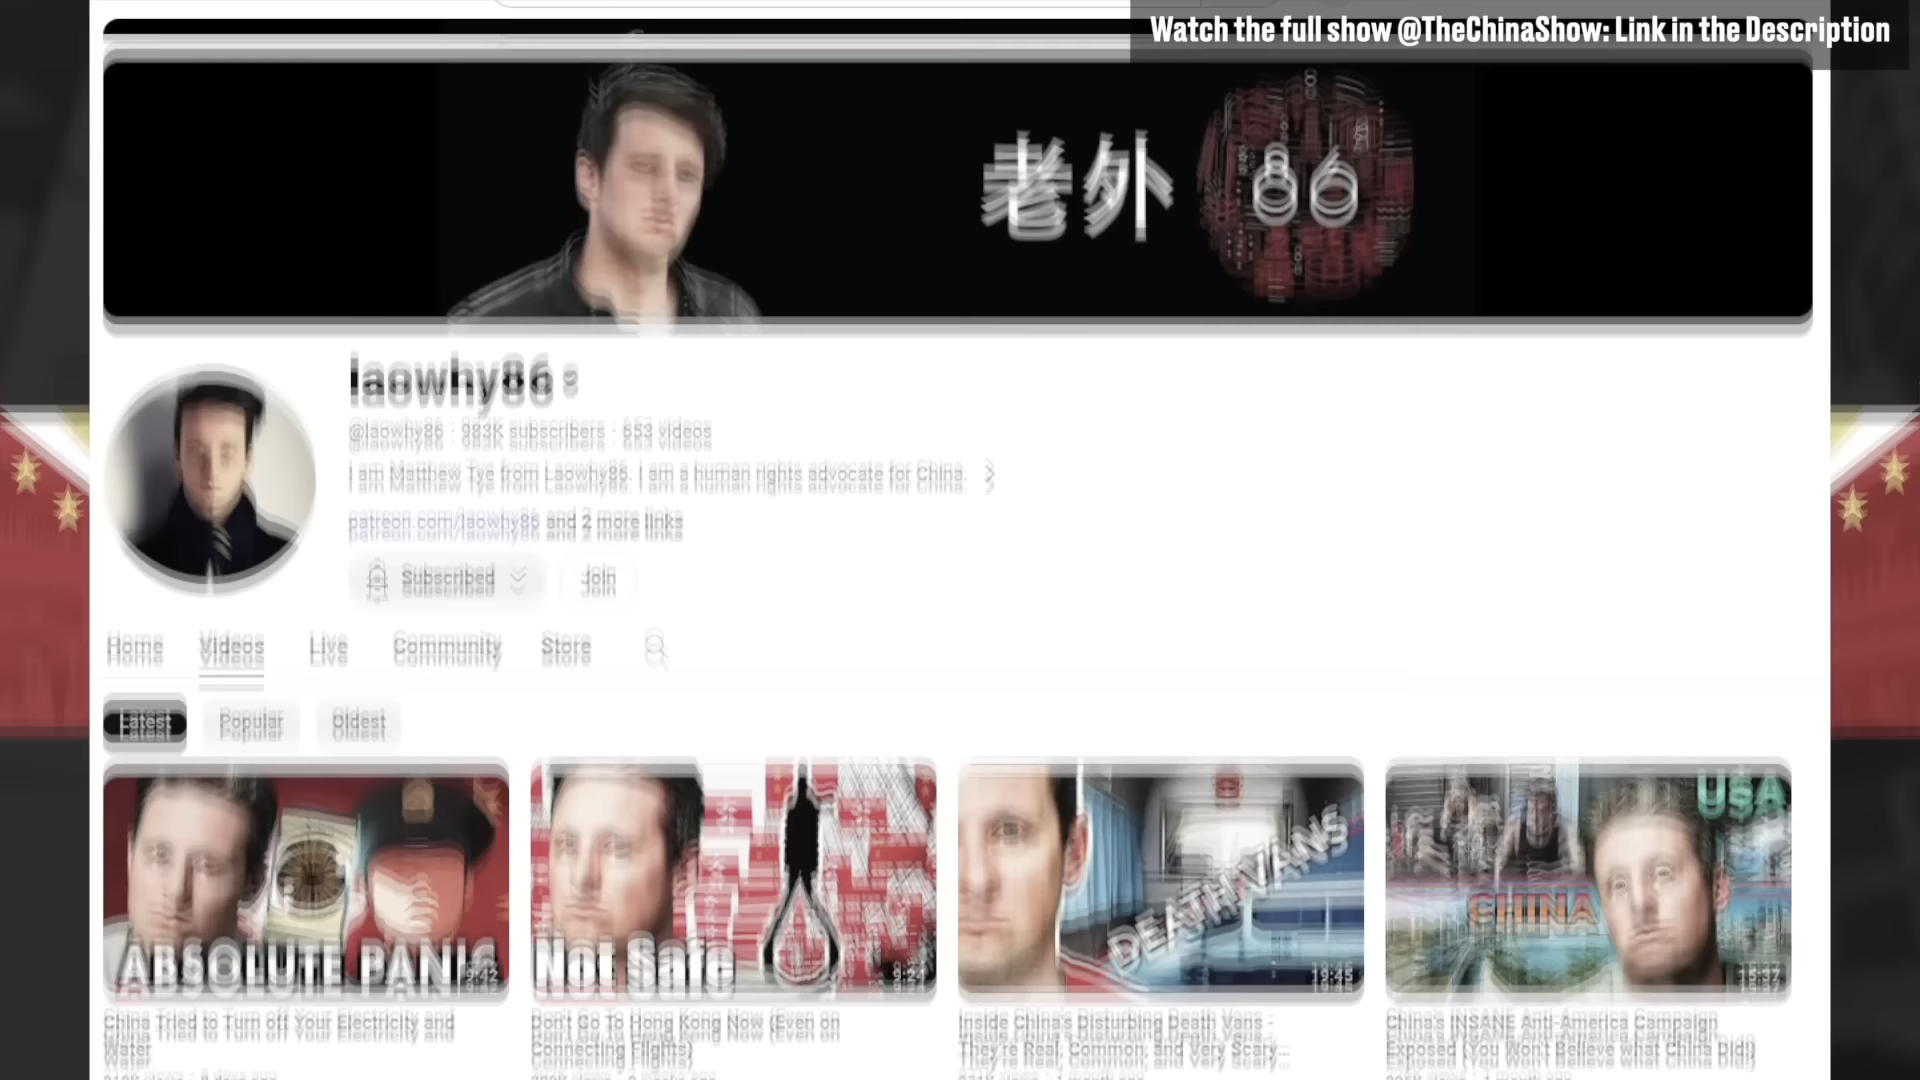 Watch the full show @TheChinaShow: Link in the Description
老外 86
laowhy86
@laowhy86 · 983K subscribers · 653 videos
I am Matthew Tye from Laowhy86. I am a human rights advocate for China.
patreon.com/laowhy86 and 2 more links
Subscribed Join
Home Videos Live Community Store
Latest Popular Oldest
ABSOLUTE PANIC
9:42
Not Safe
9:21
DEATH VANS
19:45
USA
CHINA
15:37
China Tried to Turn off Your Electricity and
Water
Don't Go To Hong Kong Now (Even on
Connecting Flights)
Inside China's Disturbing Death Vans -
They're Real, Common, and Very Scary...
China's INSANE Anti-America Campaign
Exposed (You Won't Believe what China Did!)